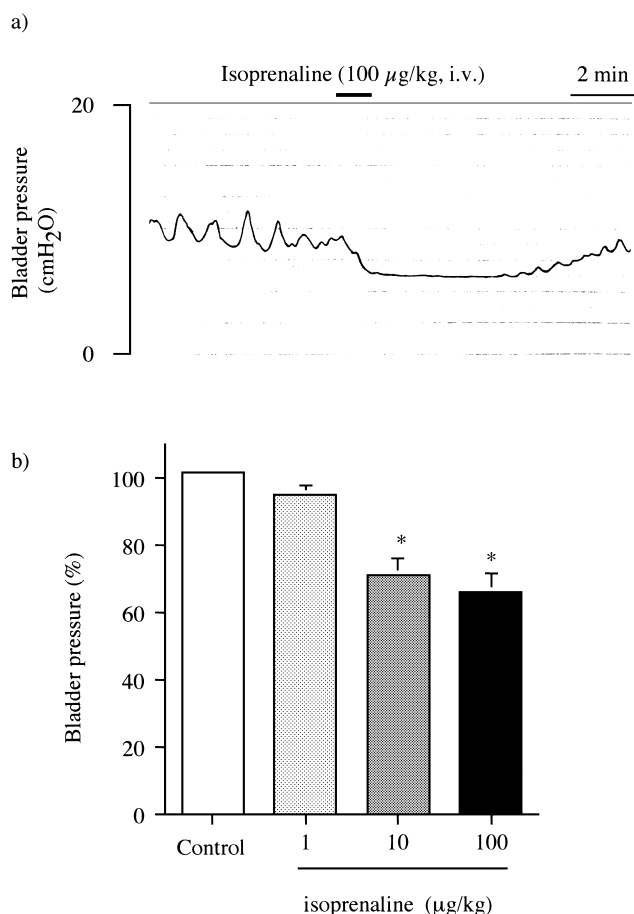 a)
Isoprenaline (100 µg/kg, i.v.)
2 min
20
Bladder pressure
(cmH2O)
0
b)
100
80
60
40
20
0
Bladder pressure (%)
*
*
Control
1
10
100
isoprenaline (µg/kg)